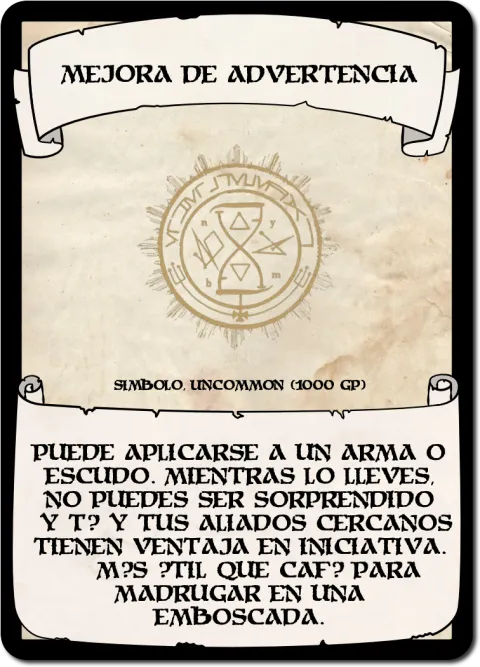 MEJORA DE ADVERTENCIA
n y
b m
SIMBOLO, UNCOMMON (1000 GP)
PUEDE APLICARSE A UN ARMA O
ESCUDO. MIENTRAS LO LLEVES,
NO PUEDES SER SORPRENDIDO
Y T? Y TUS ALIADOS CERCANOS
TIENEN VENTAJA EN INICIATIVA.
M?S ?TIL QUE CAF? PARA
MADRUGAR EN UNA
EMBOSCADA.